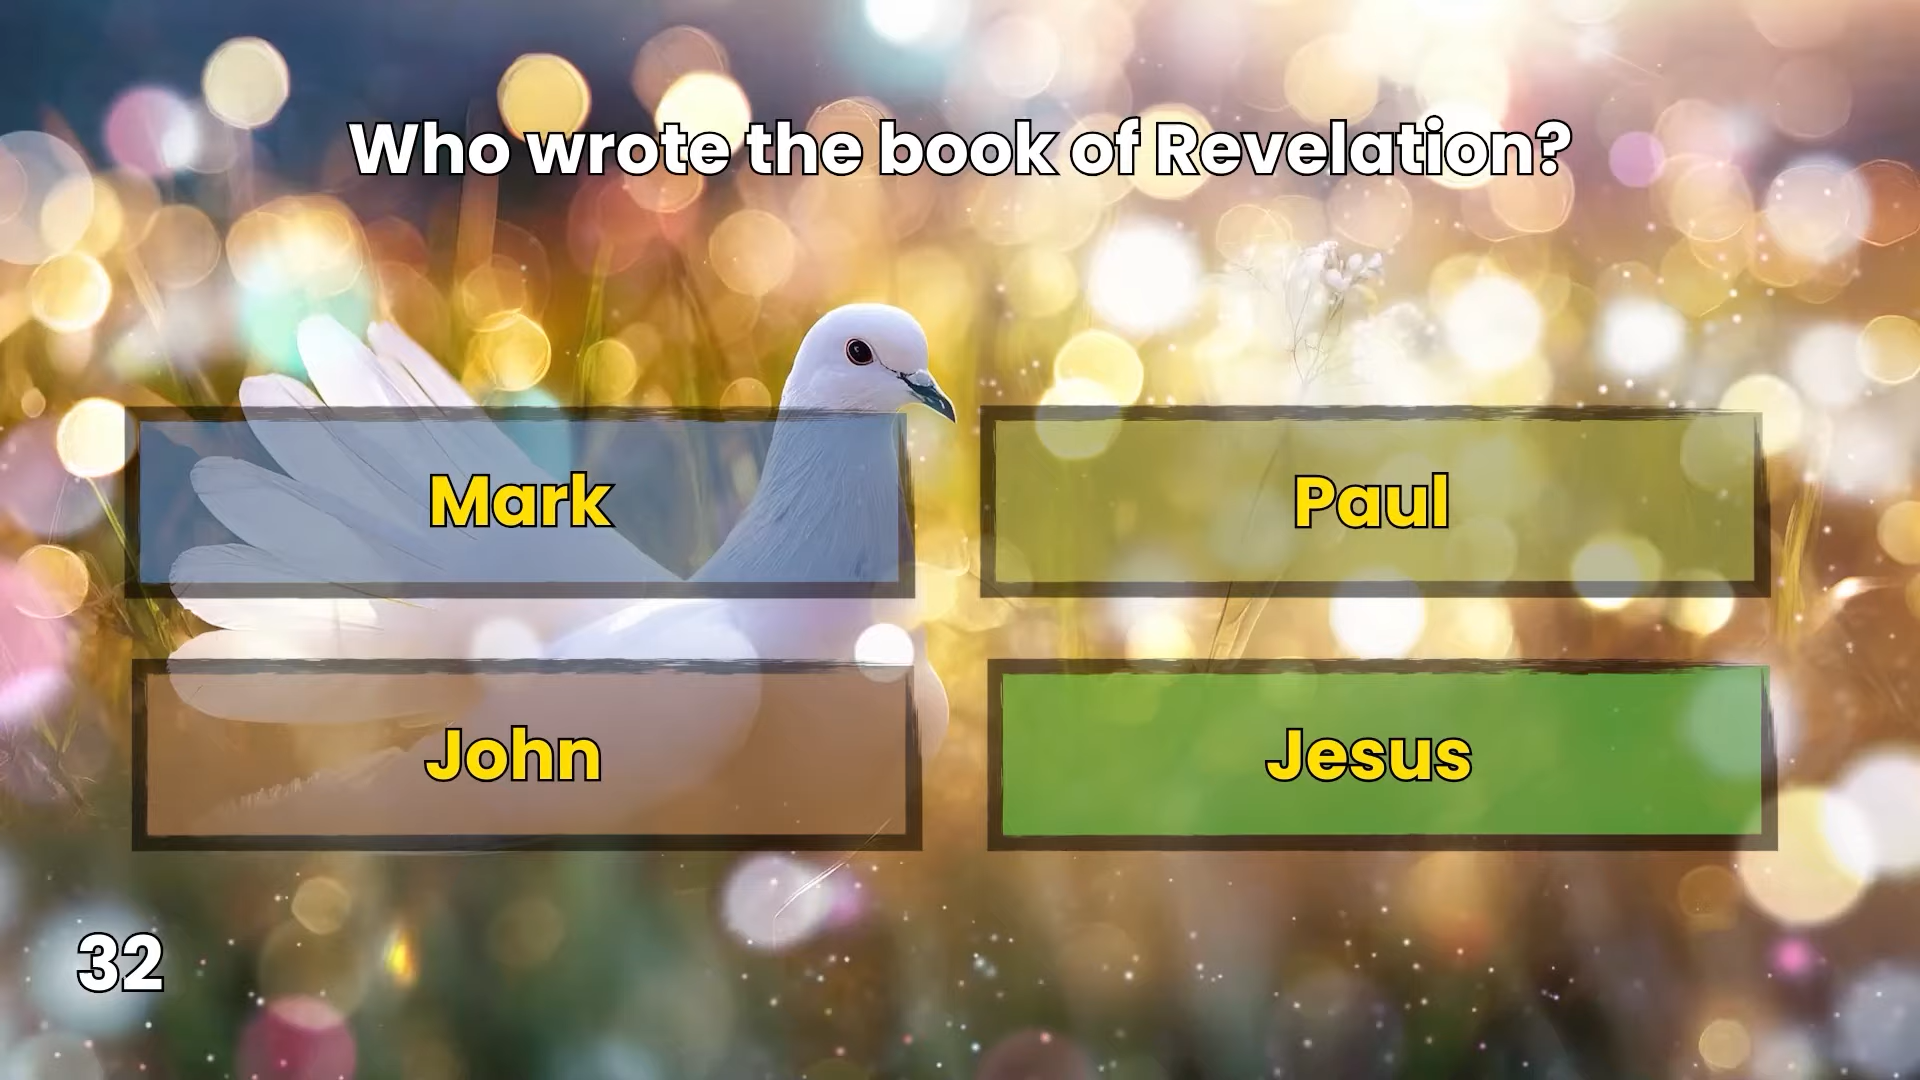 Who wrote the book of Revelation?
Mark
Paul
John
Jesus
32